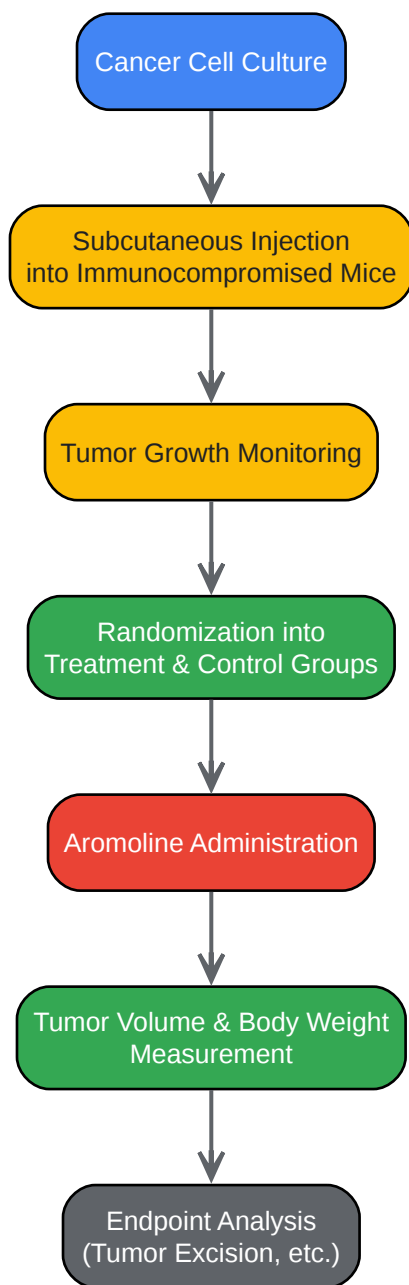 Cancer Cell Culture
Subcutaneous Injection
into Immunocompromised Mice
Tumor Growth Monitoring
Randomization into
Treatment & Control Groups
Aromoline Administration
Tumor Volume & Body Weight
Measurement
Endpoint Analysis
(Tumor Excision, etc.)